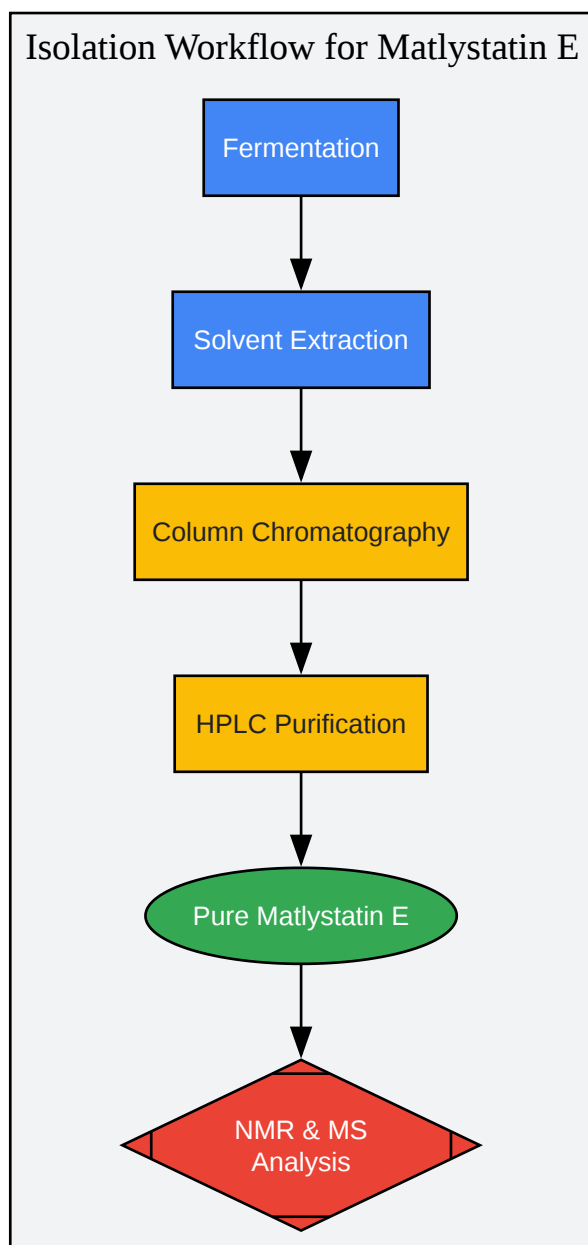 Isolation Workflow for Matlystatin E
Fermentation
Solvent Extraction
Column Chromatography
HPLC Purification
Pure Matlystatin E
NMR & MS
Analysis